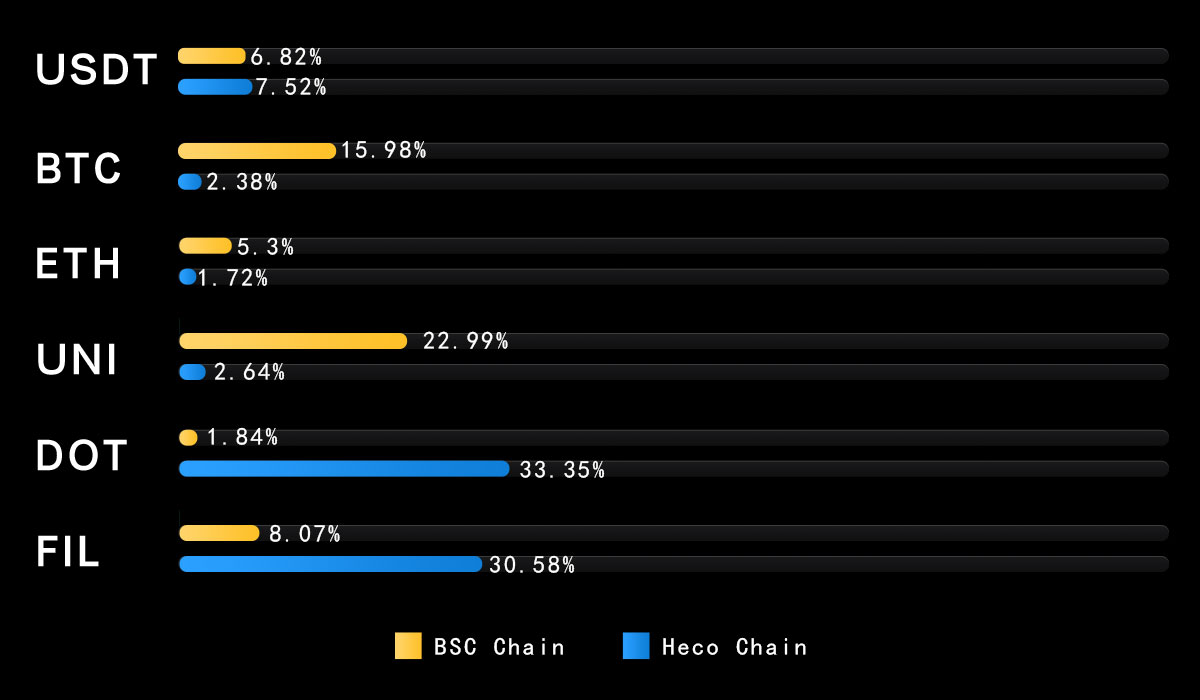 USDT
6.82%
7.52%
BTC
15.98%
2.38%
ETH
5.3%
1.72%
UNI
22.99%
2.64%
DOT
1.84%
33.35%
FIL
8.07%
30.58%
BSC Chain
Heco Chain